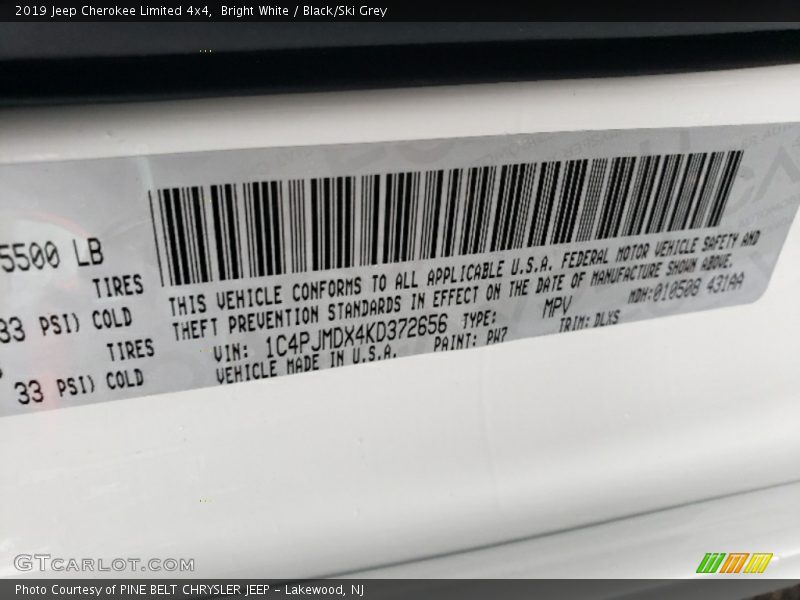 2019 Jeep Cherokee Limited 4x4,  Bright White / Black/Ski Grey
5500 LB
TIRES
33 PSI) COLD
TIRES
33 PSI) COLD
THIS VEHICLE CONFORMS TO ALL APPLICABLE U.S.A. FEDERAL MOTOR VEHICLE SAFETY AND
THEFT PREVENTION STANDARDS IN EFFECT ON THE DATE OF MANUFACTURE SHOWN ABOVE.
VIN: 1C4PJMDX4KD372656 TYPE: MPV MDH:010508 431AA
VEHICLE MADE IN U.S.A. PAINT: PW7 TRIM: DLXS
GTCARLOT.COM
Photo Courtesy of PINE BELT CHRYSLER JEEP - Lakewood, NJ